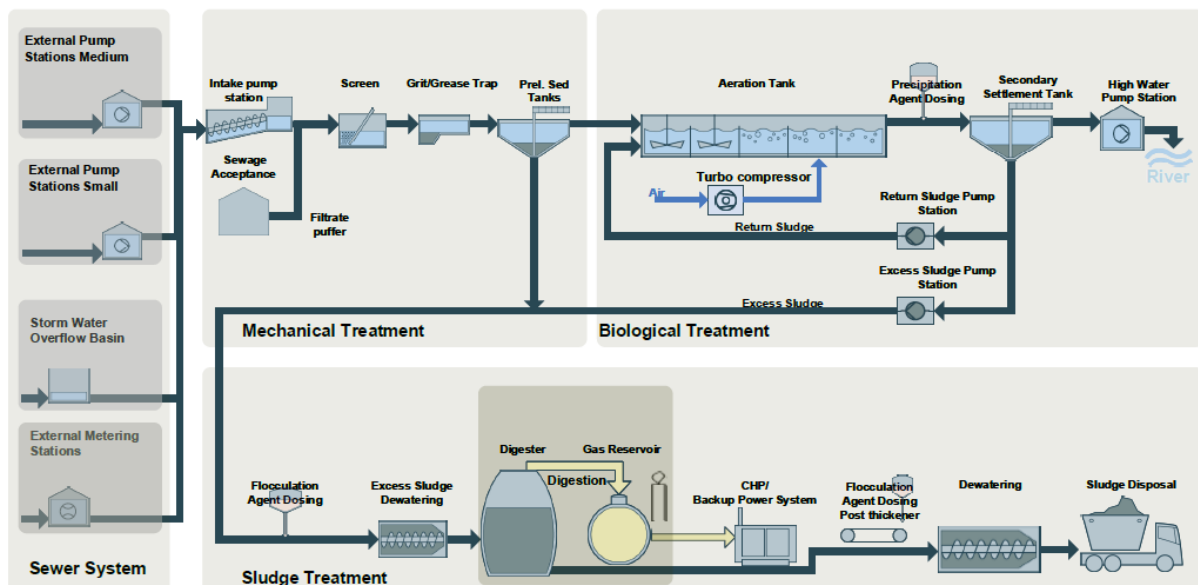 External Pump
Stations Medium
External Pump
Stations Small
Storm Water
Overflow Basin
External Metering
Stations
Sewer System
Intake pump
station
Screen
Grit/Grease Trap
Prel. Sed
Tanks
Sewage
Acceptance
Filtrate
puffer
Mechanical Treatment
Aeration Tank
Precipitation
Agent Dosing
Secondary
Settlement Tank
High Water
Pump Station
River
Air
Turbo compressor
Return Sludge
Return Sludge Pump
Station
Excess Sludge Pump
Station
Excess Sludge
Biological Treatment
Flocculation
Agent Dosing
Excess Sludge
Dewatering
Digester
Gas Reservoir
Digestion
CHP/
Backup Power System
Flocculation
Agent Dosing
Post thickener
Dewatering
Sludge Disposal
Sludge Treatment